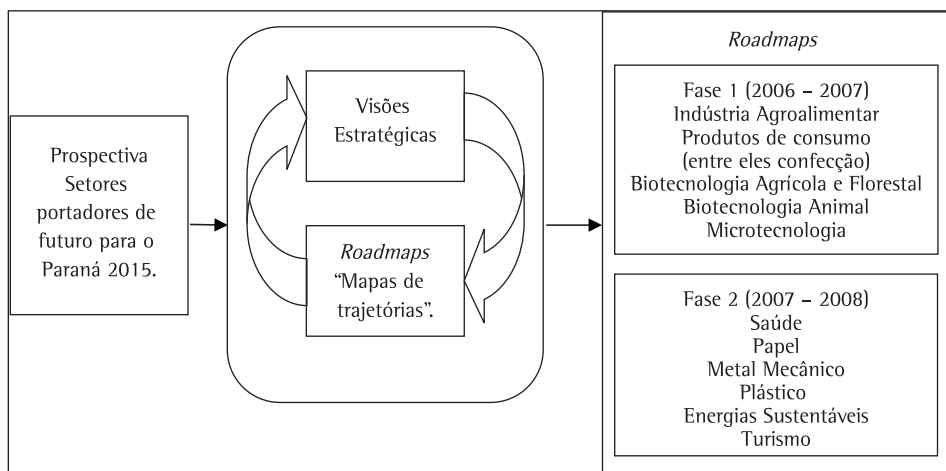 Prospectiva
Setores
portadores de
futuro para o
Paraná 2015.
Visões
Estratégicas
Roadmaps
“Mapas de
trajetórias”.
Roadmaps
Fase 1 (2006 – 2007)
Indústria Agroalimentar
Produtos de consumo
(entre eles confecção)
Biotecnologia Agrícola e Florestal
Biotecnologia Animal
Microtecnologia
Fase 2 (2007 – 2008)
Saúde
Papel
Metal Mecânico
Plástico
Energias Sustentáveis
Turismo